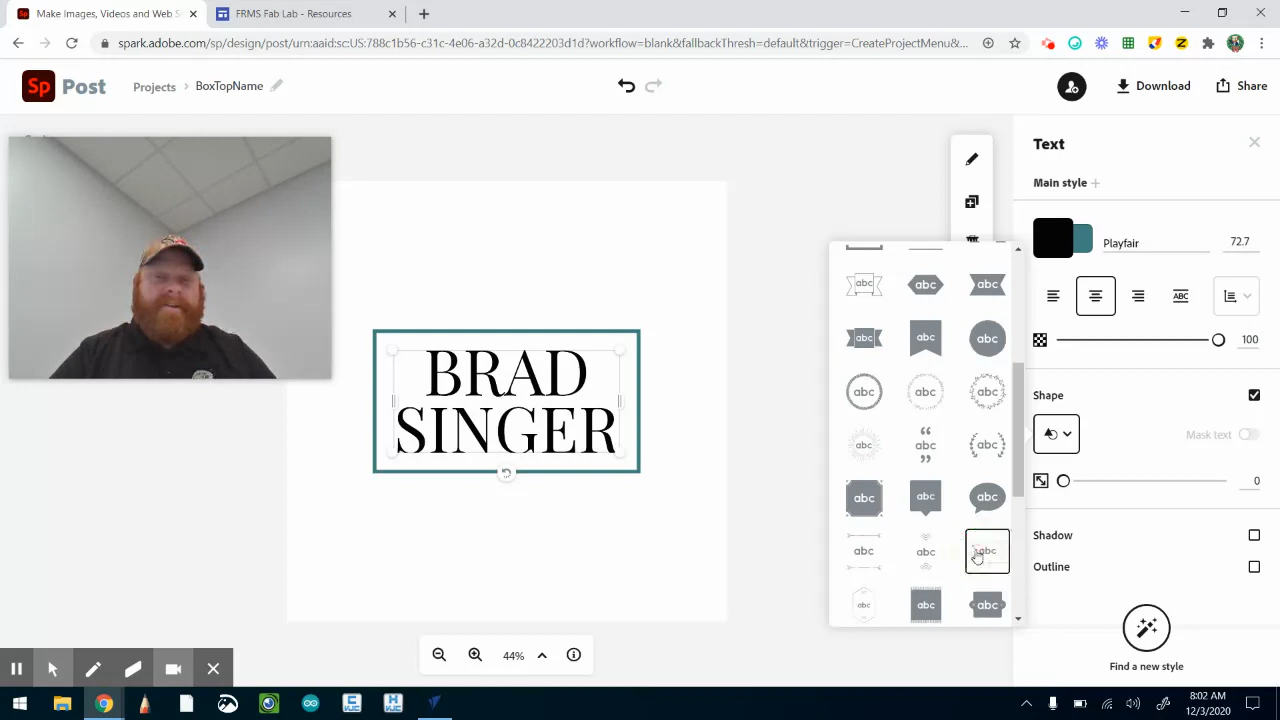 Make Images, Videos and Web S
FRMS Fab Lab - Resources
spark.adobe.com/sp/design/post/urn:aaid:sc:US:788c1b56-c31c-4a06-a32d-0c8422203d1d?workflow=blank&fallbackThresh=default&trigger=CreateProjectMenu&...
Sp Post Projects > BoxTopName
Download Share
Text
Main style +
Playfair 72.7
ABC
100
Shape
Mask text
0
Shadow
Outline
Find a new style
abc abc abc
abc abc abc
abc abc abc
abc “ abc ” abc
abc abc abc
abc abc abc
abc abc abc
BRAD
SINGER
44%
8:02 AM
12/3/2020